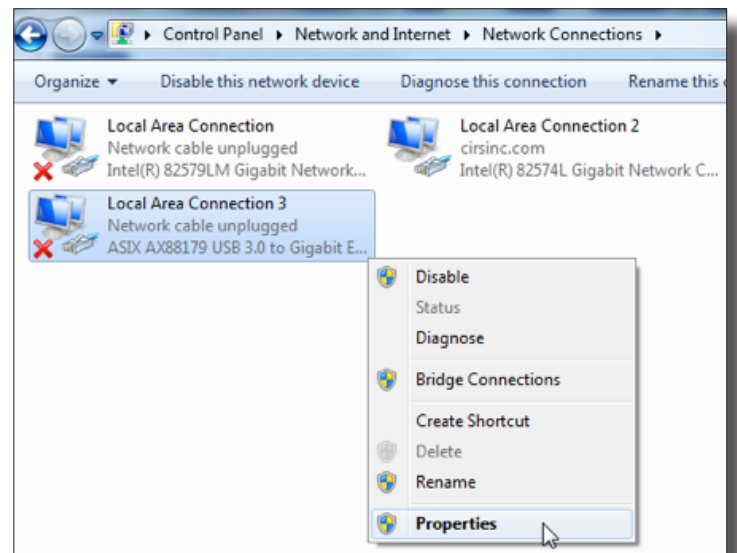 Control Panel ▸ Network and Internet ▸ Network Connections ▸
Organize ▾ Disable this network device Diagnose this connection Rename this
Local Area Connection
Network cable unplugged
Intel(R) 82579LM Gigabit Network...
Local Area Connection 2
cirsinc.com
Intel(R) 82574L Gigabit Network C...
Local Area Connection 3
Network cable unplugged
ASIX AX88179 USB 3.0 to Gigabit E...
Disable
Status
Diagnose
Bridge Connections
Create Shortcut
Delete
Rename
Properties